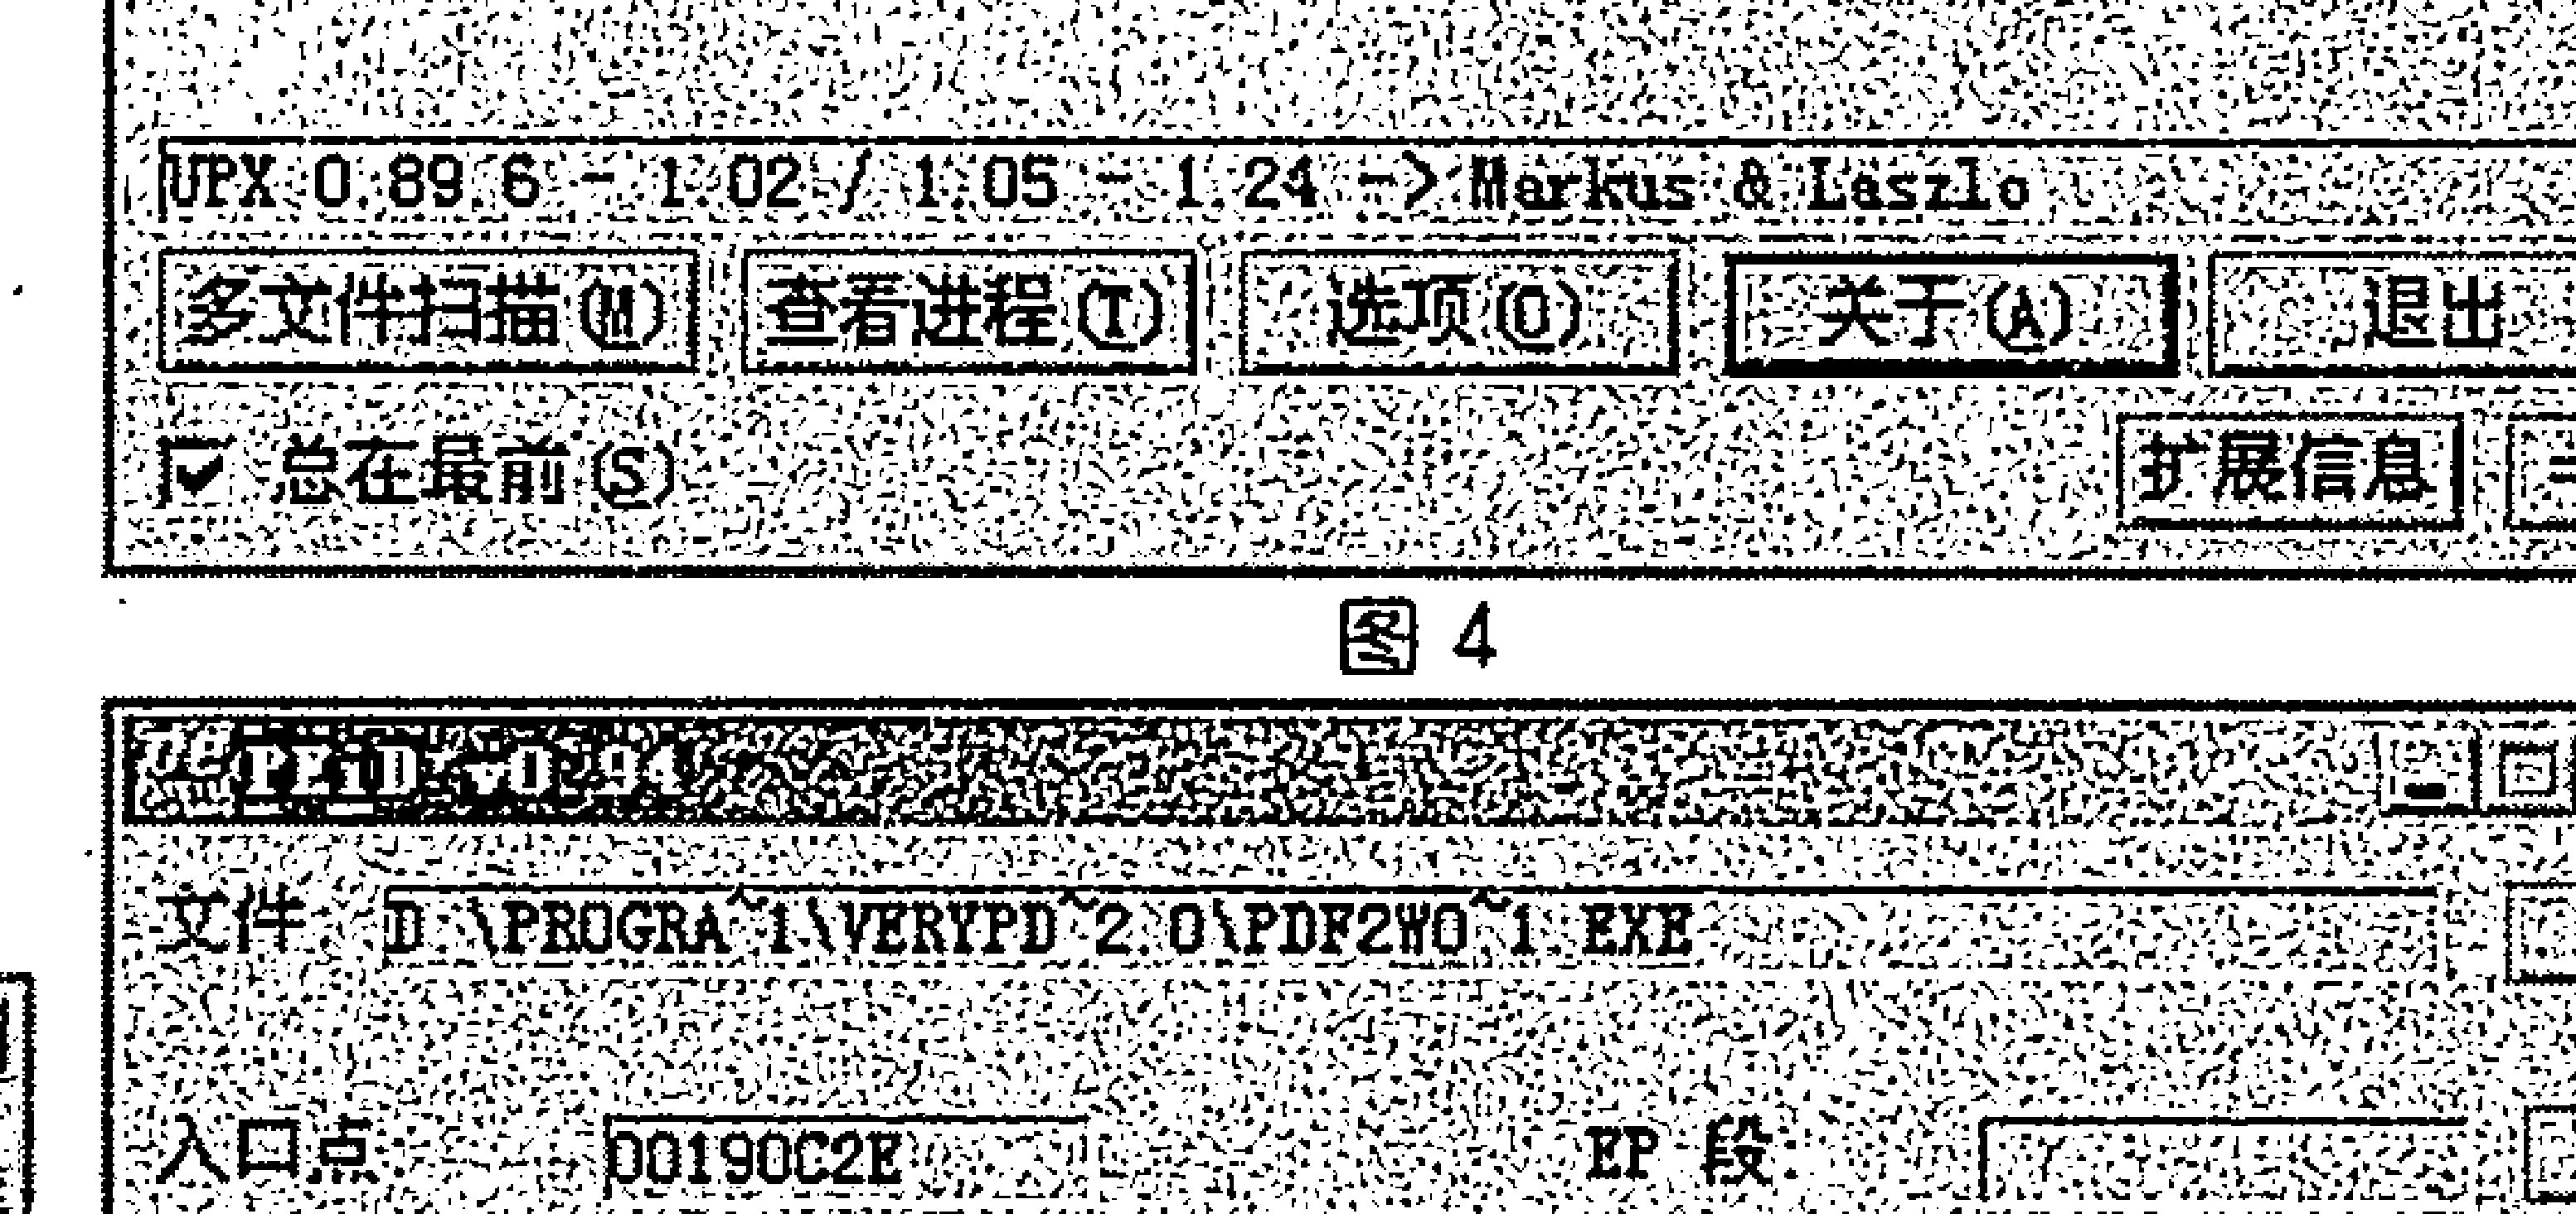 UPX 0.89.6 - 1.02 / 1.05 - 1.24 -> Markus & Laszlo
多文件扫描(M) 查看进程(T) 选项(O) 关于(A) 退出
总在最前(S) 扩展信息
图 4
PEiD v0.94
文件: D:\PROGRA~1\VERYPD~2.0\PDF2WO~1.EXE
入口点: 00190C2E EP 段: